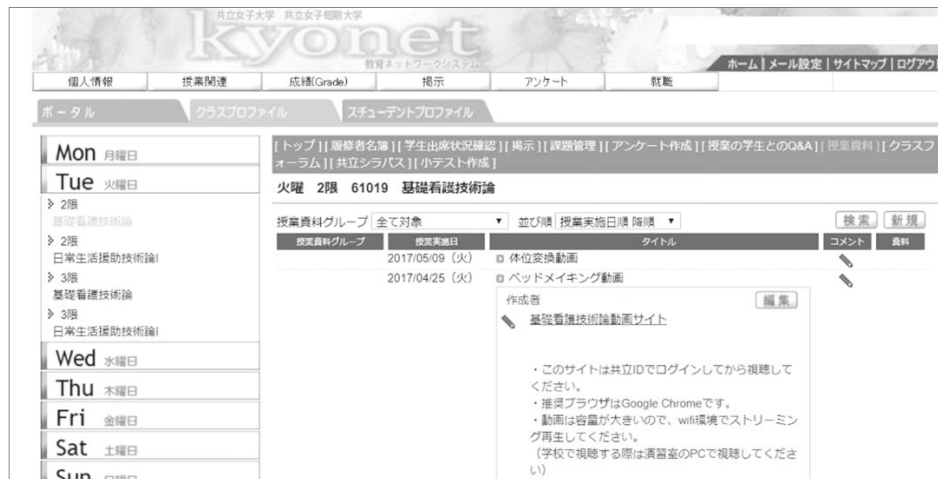 共立女子大学 共立女子短期大学
kyonet
教育ネットワークシステム
ホーム | メール設定 | サイトマップ | ログアウ
個人情報 授業関連 成績(Grade) 掲示 アンケート 就職
ポータル クラスプロファイル スチューデントプロファイル
Mon 月曜日
Tue 火曜日
2限
基礎看護技術論
2限
日常生活援助技術論I
3限
基礎看護技術論
3限
日常生活援助技術論I
Wed 水曜日
Thu 木曜日
Fri 金曜日
Sat 土曜日
Sun 日曜日
[ トップ ][ 履修者名簿 ][ 学生出席状況確認 ][ 掲示 ][ 課題管理 ][ アンケート作成 ][ 授業の学生とのQ&A ][ 授業資料 ][ クラスフ
ォーラム ][ 共立シラバス ][ 小テスト作成 ]
火曜 2限 61019 基礎看護技術論
授業資料グループ 全て対象 ▼ 並び順 授業実施日順 降順 ▼ 検索 新規
授業資料グループ 授業実施日 タイトル コメント 資料
2017/05/09（火） 体位変換動画
2017/04/25（火） ベッドメイキング動画
作成者 編集
基礎看護技術論動画サイト
・このサイトは共立IDでログインしてから視聴して
ください。
・推奨ブラウザはGoogle Chromeです。
・動画は容量が大きいので、wifi環境でストリーミン
グ再生してください。
（学校で視聴する際は演習室のPCで視聴してくださ
い）